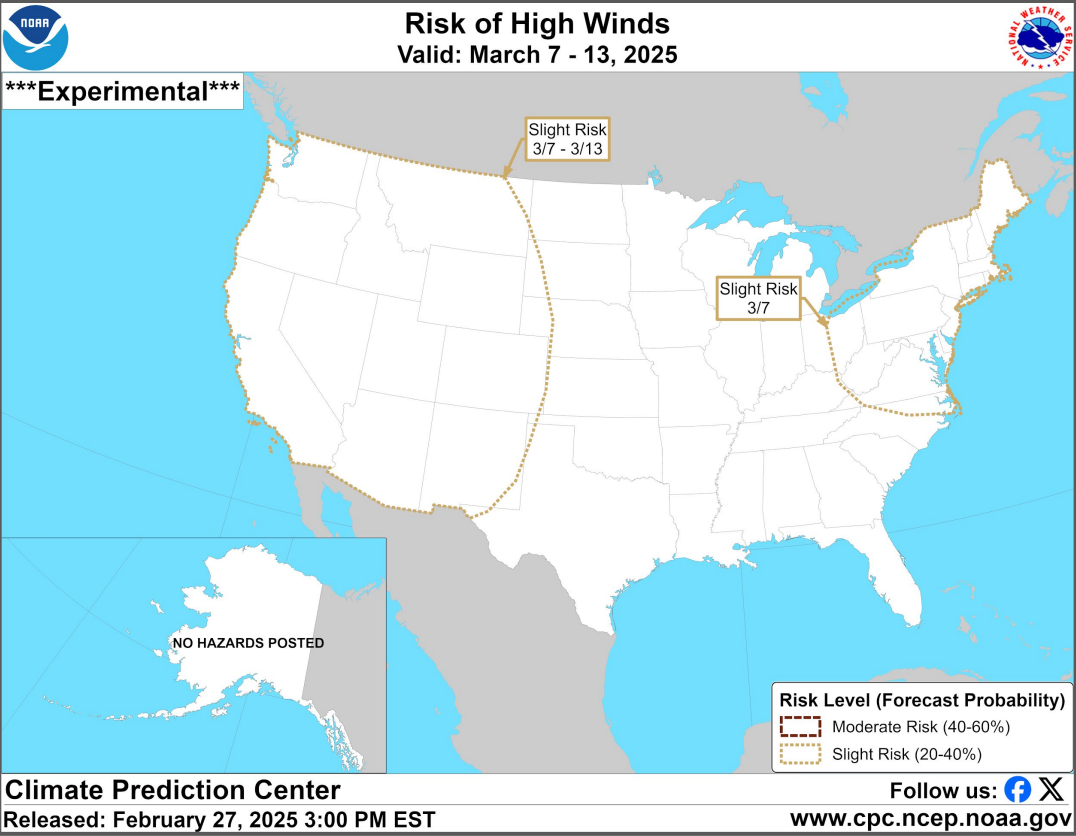 NOAA
Risk of High Winds
Valid: March 7 - 13, 2025
NATIONAL WEATHER SERVICE
***Experimental***
Slight Risk
3/7 - 3/13
Slight Risk
3/7
NO HAZARDS POSTED
Risk Level (Forecast Probability)
Moderate Risk (40-60%)
Slight Risk (20-40%)
Climate Prediction Center
Follow us:
Released: February 27, 2025 3:00 PM EST
www.cpc.ncep.noaa.gov